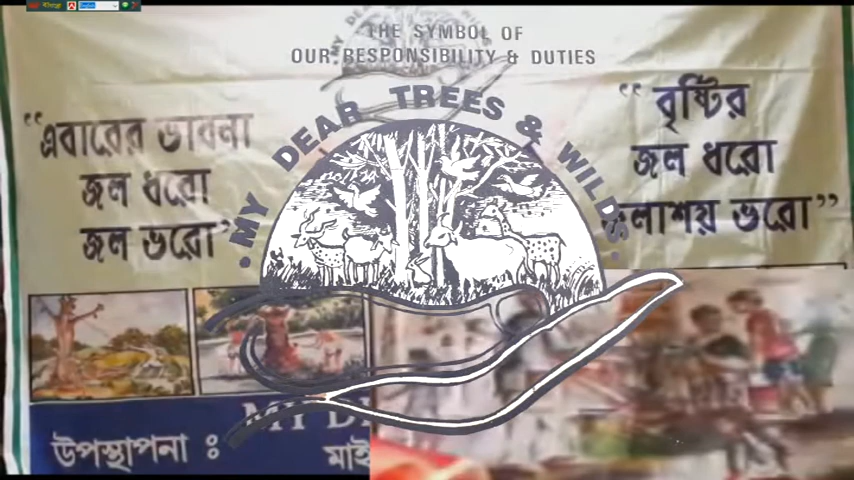 THE SYMBOL OF
OUR RESPONSIBILITY & DUTIES
MY DEAR TREES & WILDS
“এবারের ভাবনা
জল ধরো
জল ভরো”
“বৃষ্টির
জল ধরো
জলাশয় ভরো”
MY
উপস্থাপনা :
মাই